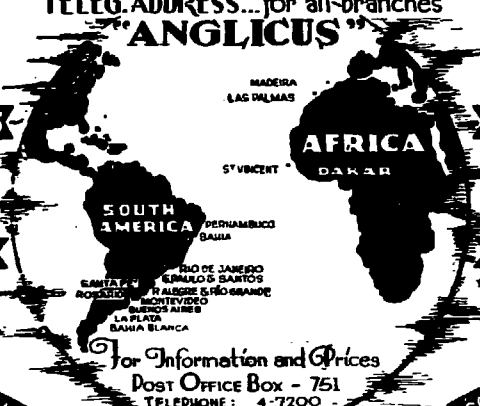 TELEG. ADDRESS... for all branches
"ANGLICUS"
MADEIRA
LAS PALMAS
AFRICA
ST VINCENT
DAKAR
SOUTH
AMERICA
PERNAMBUCO
BAHIA
RIO DE JANEIRO
S. PAULO & SANTOS
SANTA FE
ROSARIO
P. ALEGRE & RIO GRANDE
MONTEVIDEO
BUENOS AIRES
LA PLATA
BAHIA BLANCA
For Information and Prices
POST OFFICE BOX - 751
TELEPHONE: 4-7200 -